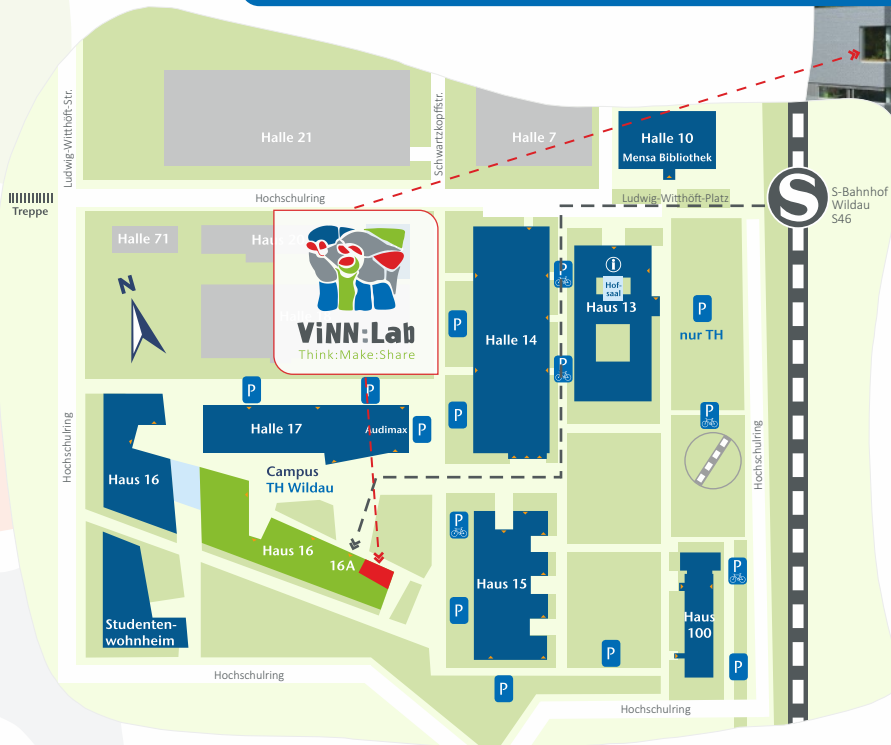 Ludwig-Witthöft-Str.
Halle 21
Schwartzkopffstr.
Halle 7
Halle 10
Mensa Bibliothek
Treppe
Hochschulring
Ludwig-Witthöft-Platz
S
S-Bahnhof
Wildau
S46
Halle 71
N
ViNN:Lab
Think:Make:Share
P
i
Hof-
saal
Haus 13
P
Halle 14
P
nur TH
P
P
P
P
Halle 17
Audimax
P
P
P
Hochschulring
Hochschulring
Haus 16
Campus
TH Wildau
Haus 16
16A
P
Haus 15
P
P
Haus
100
Studenten-
wohnheim
P
P
P
Hochschulring
Hochschulring